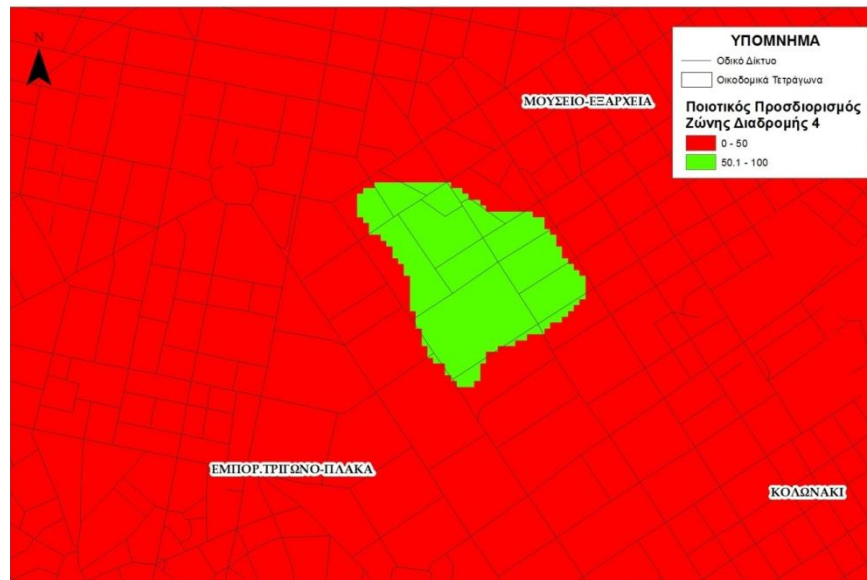 N
ΥΠΟΜΝΗΜΑ
Οδικό Δίκτυο
Οικοδομικά Τετράγωνα
Ποιοτικός Προσδιορισμός
Ζώνης Διαδρομής 4
0 - 50
50.1 - 100
ΜΟΥΣΕΙΟ-ΕΞΑΡΧΕΙΑ
ΕΜΠΟΡ.ΤΡΙΓΩΝΟ-ΠΛΑΚΑ
ΚΟΛΩΝΑΚΙ